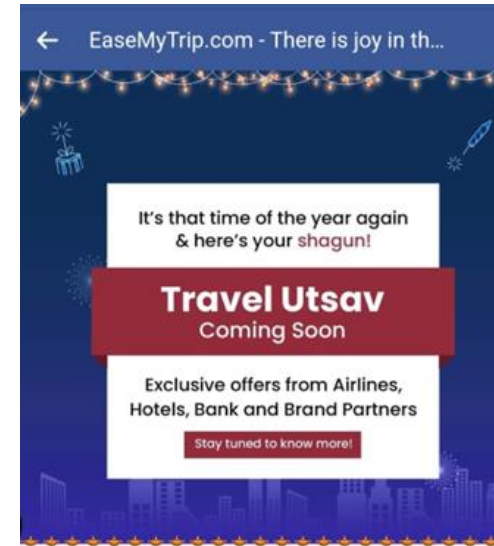 EaseMyTrip.com - There is joy in th...
It's that time of the year again
& here's your shagun!
Travel Utsav
Coming Soon
Exclusive offers from Airlines,
Hotels, Bank and Brand Partners
Stay tuned to know more!